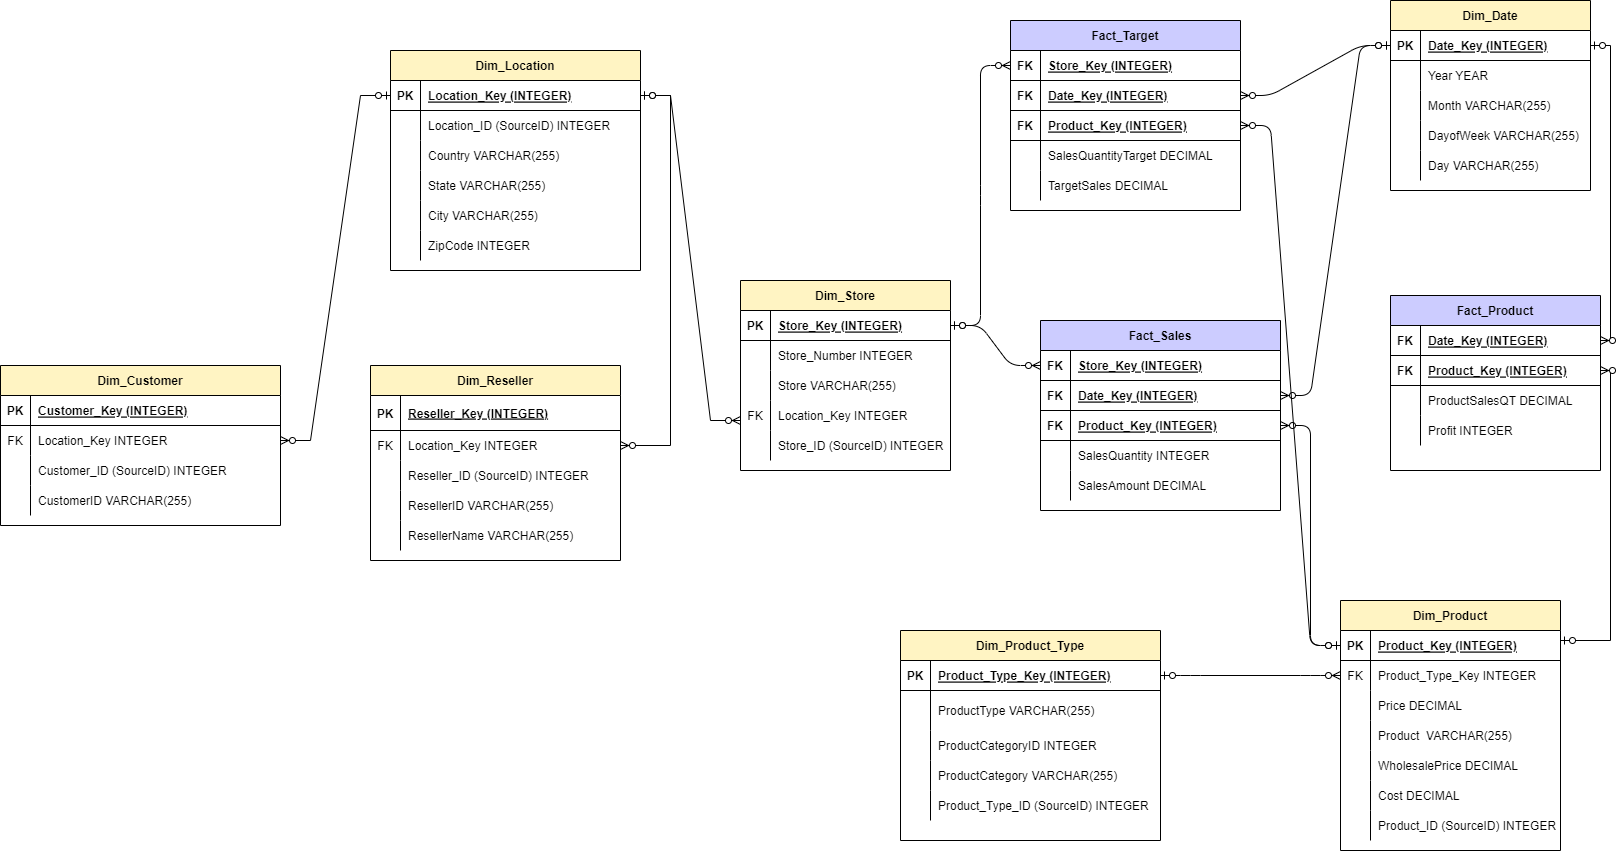 Dim_Location
PK Location_Key (INTEGER)
Location_ID (SourceID) INTEGER
Country VARCHAR(255)
State VARCHAR(255)
City VARCHAR(255)
ZipCode INTEGER
Fact_Target
FK Store_Key (INTEGER)
FK Date_Key (INTEGER)
FK Product_Key (INTEGER)
SalesQuantityTarget DECIMAL
TargetSales DECIMAL
Dim_Date
PK Date_Key (INTEGER)
Year YEAR
Month VARCHAR(255)
DayofWeek VARCHAR(255)
Day VARCHAR(255)
Dim_Customer
PK Customer_Key (INTEGER)
FK Location_Key INTEGER
Customer_ID (SourceID) INTEGER
CustomerID VARCHAR(255)
Dim_Reseller
PK Reseller_Key (INTEGER)
FK Location_Key INTEGER
Reseller_ID (SourceID) INTEGER
ResellerID VARCHAR(255)
ResellerName VARCHAR(255)
Dim_Store
PK Store_Key (INTEGER)
Store_Number INTEGER
Store VARCHAR(255)
FK Location_Key INTEGER
Store_ID (SourceID) INTEGER
Fact_Sales
FK Store_Key (INTEGER)
FK Date_Key (INTEGER)
FK Product_Key (INTEGER)
SalesQuantity INTEGER
SalesAmount DECIMAL
Fact_Product
FK Date_Key (INTEGER)
FK Product_Key (INTEGER)
ProductSalesQT DECIMAL
Profit INTEGER
Dim_Product_Type
PK Product_Type_Key (INTEGER)
ProductType VARCHAR(255)
ProductCategoryID INTEGER
ProductCategory VARCHAR(255)
Product_Type_ID (SourceID) INTEGER
Dim_Product
PK Product_Key (INTEGER)
FK Product_Type_Key INTEGER
Price DECIMAL
Product VARCHAR(255)
WholesalePrice DECIMAL
Cost DECIMAL
Product_ID (SourceID) INTEGER